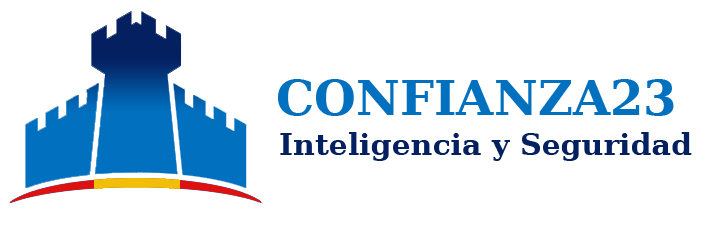 CONFIANZA23
Inteligencia y Seguridad